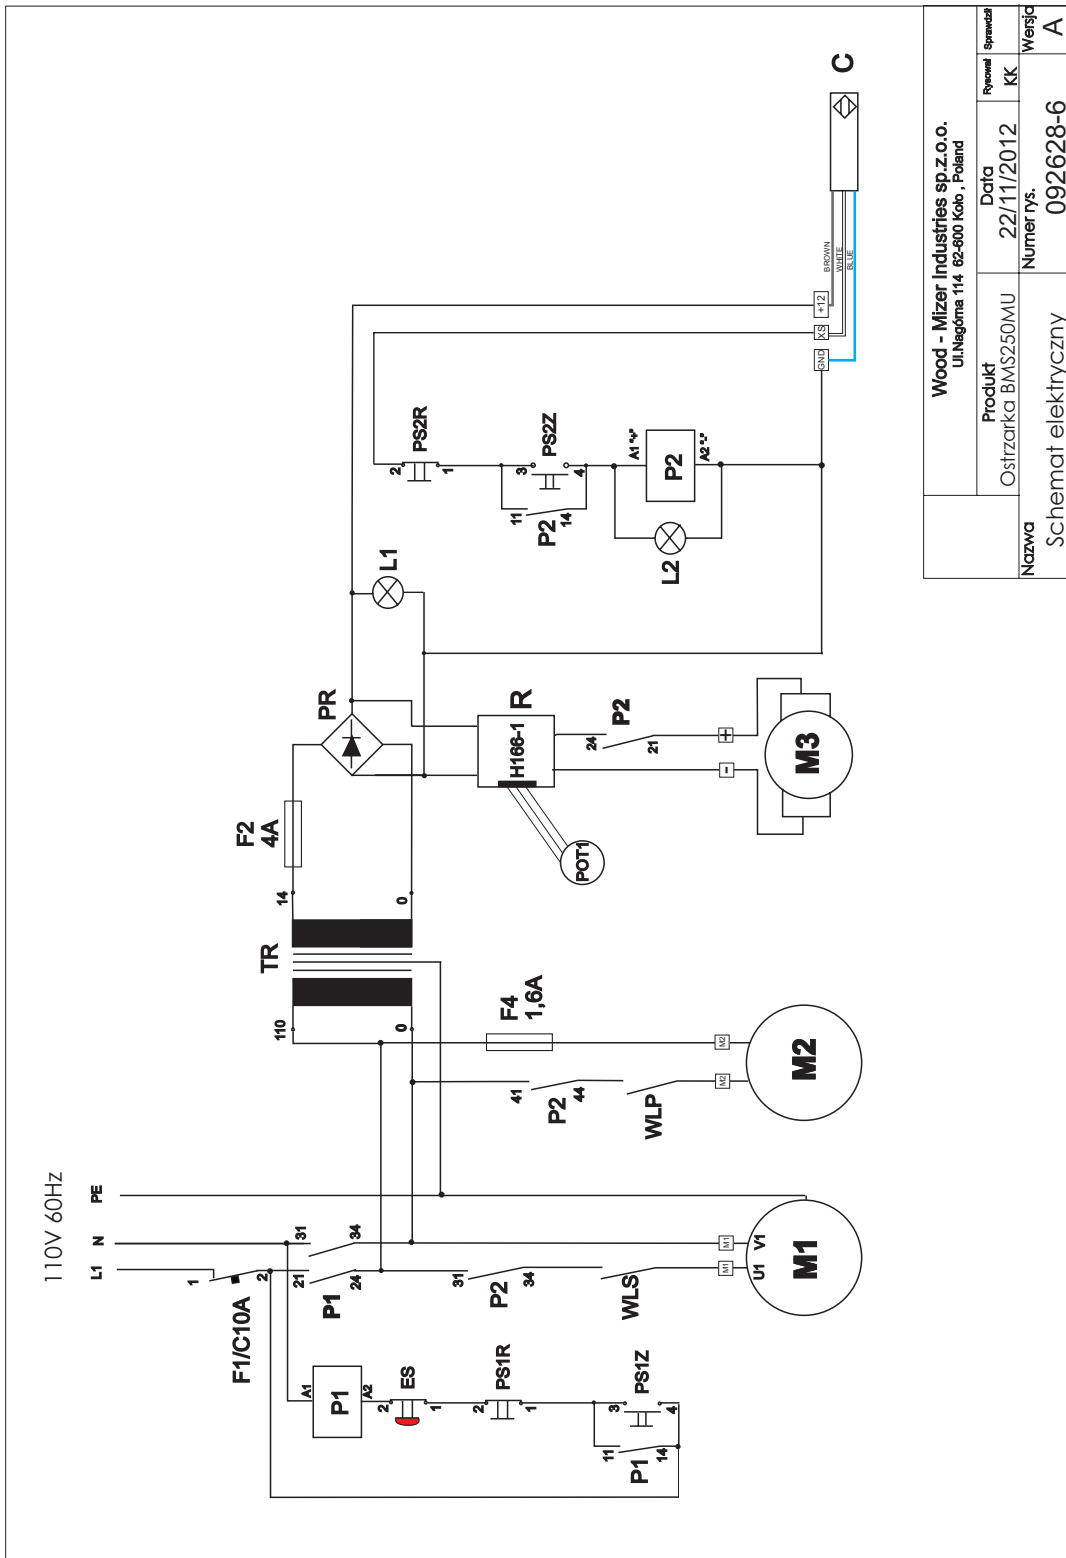 110V 60Hz
L1
N
PE
F1/C10A
1
2
21
24
31
34
P1
A1
P1
A2
2
ES
1
2
PS1R
1
3
PS1Z
4
11
P1
14
31
P2
34
WLS
M1
M1
U1
V1
M1
110
0
TR
14
0
F2
4A
F4
1,6A
41
P2
44
WLP
M2
M2
M2
PR
L1
H166-1
R
POT1
24
P2
21
-
+
M3
2
PS2R
1
3
PS2Z
4
11
P2
14
A1 "+"
P2
A2 "-"
L2
+12
XS
GND
BROWN
WHITE
BLUE
C
Wood - Mizer Industries sp.z.o.o.
Ul.Nagórna 114 62-600 Koło , Poland
Produkt
Ostrzarka BMS250MU
Data
22/11/2012
Rysował
KK
Sprawdził
Nazwa
Schemat elektryczny
Numer rys.
092628-6
Wersja
A